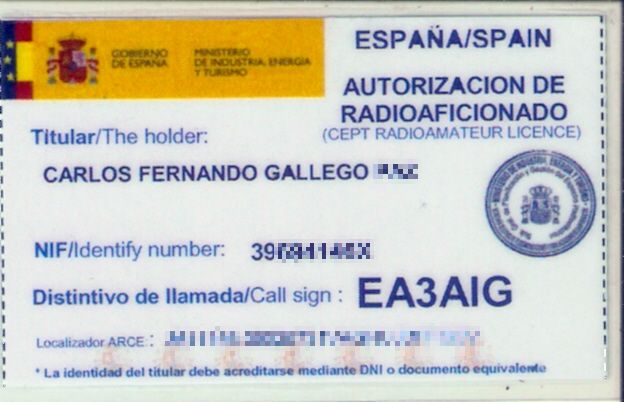 GOBIERNO
DE ESPAÑA
MINISTERIO
DE INDUSTRIA, ENERGIA
Y TURISMO
ESPAÑA/SPAIN
AUTORIZACION DE
RADIOAFICIONADO
(CEPT RADIOAMATEUR LICENCE)
Titular/The holder:
CARLOS FERNANDO GALLEGO
NIF/Identify number:
Distintivo de llamada/Call sign : EA3AIG
Localizador ARCE :
* La identidad del titular debe acreditarse mediante DNI o documento equivalente